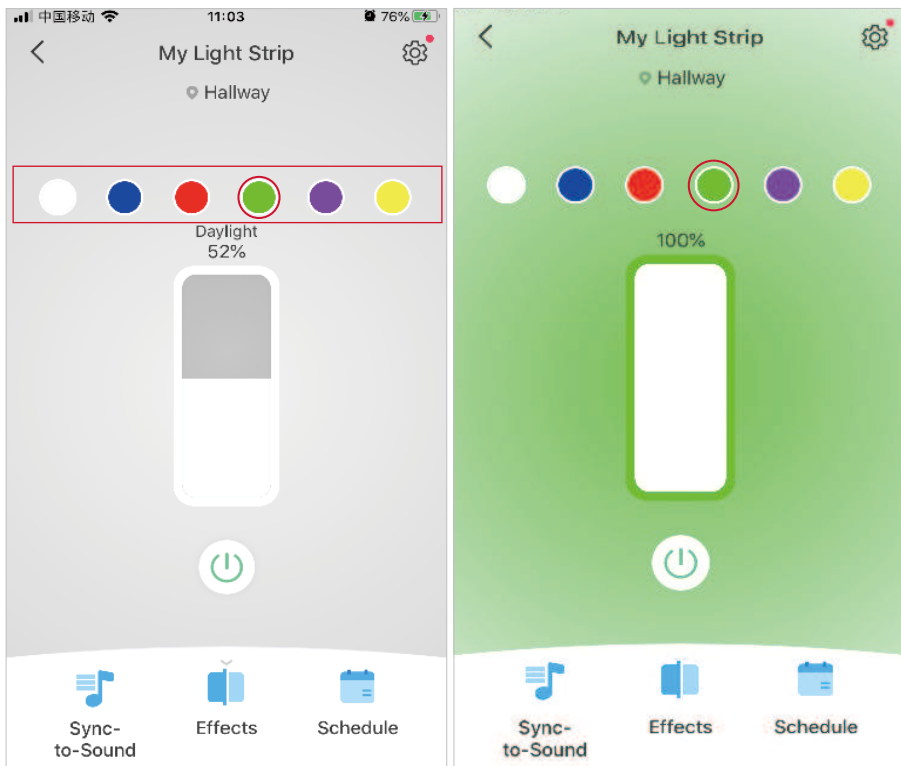 中国移动 11:03 76%
My Light Strip
Hallway
Daylight
52%
Sync-
to-Sound
Effects
Schedule
My Light Strip
Hallway
100%
Sync-
to-Sound
Effects
Schedule